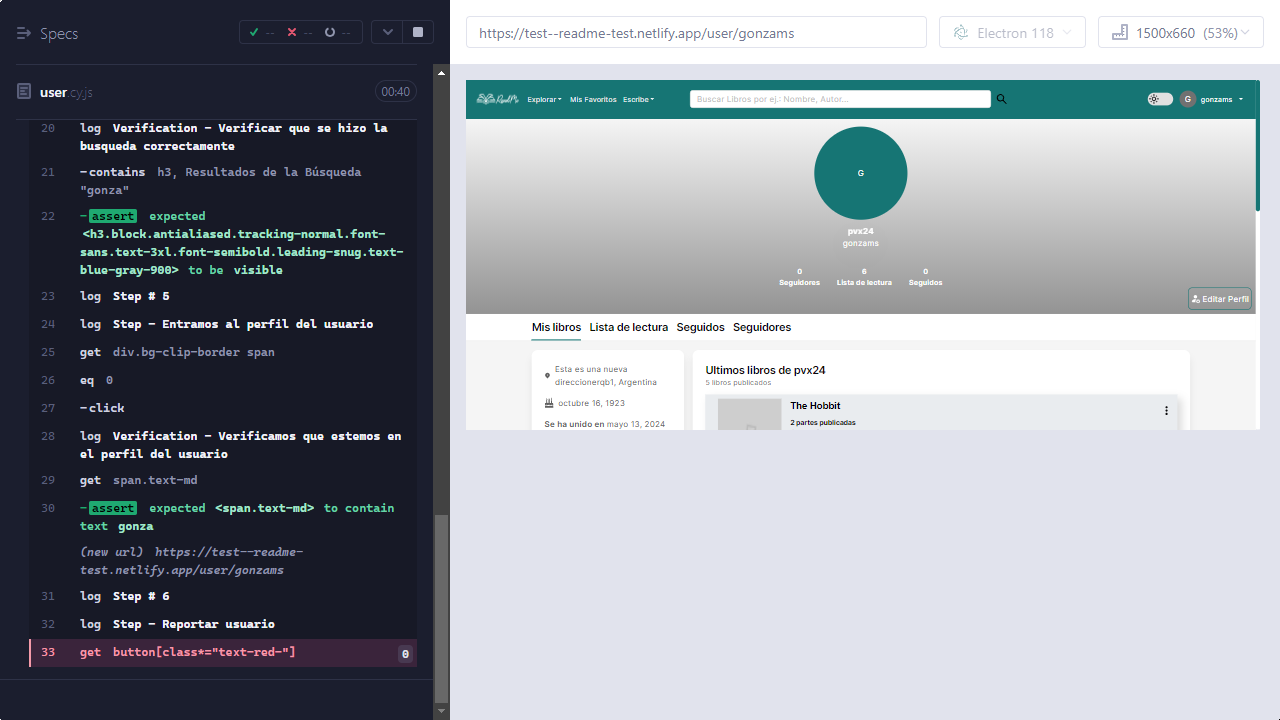 Specs
-- -- --
user.cy.js
00:40
20 log Verification - Verificar que se hizo la
busqueda correctamente
21 -contains h3, Resultados de la Búsqueda
"gonza"
22 -assert expected
<h3.block.antialiased.tracking-normal.font-
sans.text-3xl.font-semibold.leading-snug.text-
blue-gray-900> to be visible
23 log Step # 5
24 log Step - Entramos al perfil del usuario
25 get div.bg-clip-border span
26 eq 0
27 -click
28 log Verification - Verificamos que estemos en
el perfil del usuario
29 get span.text-md
30 -assert expected <span.text-md> to contain
text gonza
(new url) https://test--readme-
test.netlify.app/user/gonzams
31 log Step # 6
32 log Step - Reportar usuario
33 get button[class*="text-red-"] 0
https://test--readme-test.netlify.app/user/gonzams
Electron 118
1500x660 (53%)
ReadMe
Explorar
Mis Favoritos
Escribe
Buscar Libros por ej.: Nombre, Autor...
G
gonzams
G
pvx24
gonzams
0 6 0
Seguidores Lista de lectura Seguidos
Editar Perfil
Mis libros Lista de lectura Seguidos Seguidores
Esta es una nueva
direccionerqb1, Argentina
octubre 16, 1923
Se ha unido en mayo 13, 2024
Ultimos libros de pvx24
5 libros publicados
The Hobbit
2 partes publicadas